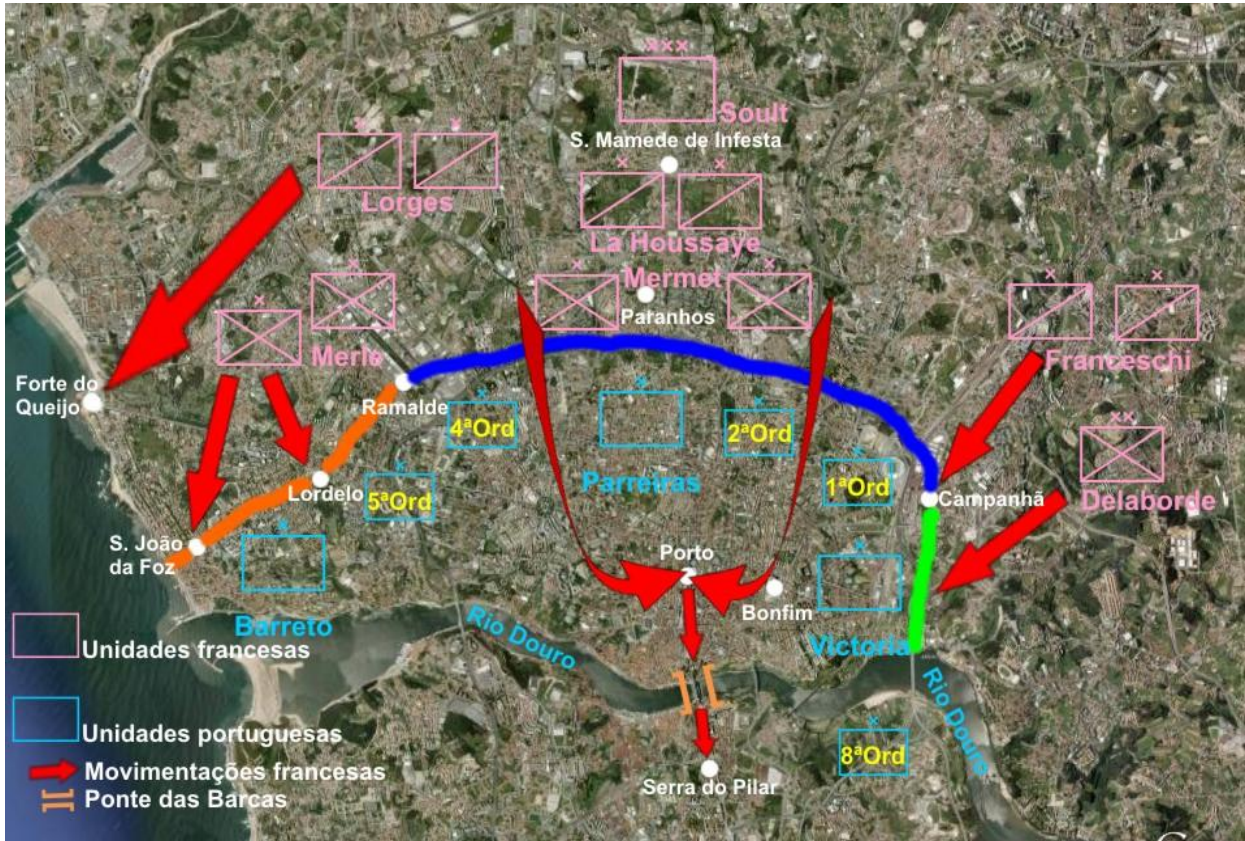 ×××
Soult
S. Mamede de Infesta
×
×
Lorges
×
×
La Houssaye
Mermet
×
×
Paranhos
×
×
Merle
×
×
Franceschi
Forte do
Queijo
Ramalde
×
4ªOrd
×
Parreiras
×
2ªOrd
××
Delaborde
Lordelo
×
5ªOrd
×
1ªOrd
Campanhã
S. João
da Foz
×
Barreto
Porto
Bonfim
×
Victoria
Rio Douro
Rio Douro
×
8ªOrd
Serra do Pilar
Unidades francesas
Unidades portuguesas
Movimentações francesas
Ponte das Barcas